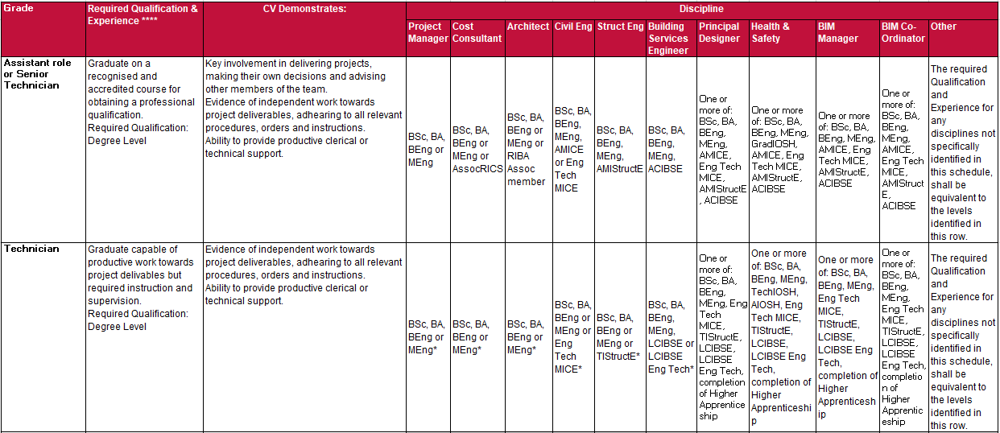 Grade
Required Qualification &
Experience ****
CV Demonstrates:
Discipline
Project
Manager
Cost
Consultant
Architect
Civil Eng
Struct Eng
Building
Services
Engineer
Principal
Designer
Health &
Safety
BIM
Manager
BIM Co-
Ordinator
Other
Assistant role
or Senior
Technician
Graduate on a
recognised and
accredited course for
obtaining a professional
qualification.
Required Qualification:
Degree Level
Key involvement in delivering projects,
making their own decisions and advising
other members of the team.
Evidence of independent work towards
project deliverables, adhearing to all relevant
procedures, orders and instructions.
Ability to provide productive clerical or
technical support.
BSc, BA,
BEng or
MEng
BSc, BA,
BEng or
MEng or
AssocRICS
BSc, BA,
BEng or
MEng or
RIBA
Assoc
member
BSc, BA,
BEng,
MEng,
AMICE
or Eng
Tech
MICE
BSc, BA,
BEng,
MEng,
AMIStructE
BSc, BA,
BEng,
MEng,
ACIBSE
One or
more of:
BSc, BA,
BEng,
MEng,
AMICE,
Eng Tech
MICE,
AMIStructE
, ACIBSE
One or more
of: BSc, BA,
BEng, MEng,
GradIOSH,
AMICE, Eng
Tech MICE,
AMIStructE,
ACIBSE
One or more
of: BSc, BA,
BEng, MEng,
AMICE, Eng
Tech MICE,
AMIStructE,
ACIBSE
One or
more of:
BSc, BA,
BEng,
MEng,
AMICE,
Eng Tech
MICE,
AMIStruct
E,
ACIBSE
The required
Qualification
and
Experience for
any
disciplines not
specifically
identified in
this schedule,
shall be
equivalent to
the levels
identified in
this row.
Technician
Graduate capable of
productive work towards
project delivables but
required instruction and
supervision.
Required Qualification:
Degree Level
Evidence of independent work towards
project deliverables, adhearing to all relevant
procedures, orders and instructions.
Ability to provide productive clerical or
technical support.
BSc, BA,
BEng or
MEng*
BSc, BA,
BEng or
MEng*
BSc, BA,
BEng or
MEng*
BSc, BA,
BEng or
MEng or
Eng
Tech
MICE*
BSc, BA,
BEng or
MEng or
TIStructE*
BSc, BA,
BEng,
MEng,
LCIBSE or
LCIBSE
Eng Tech*
One or
more of:
BSc, BA,
BEng,
MEng, Eng
Tech
MICE,
TIStructE,
LCIBSE,
LCIBSE
Eng Tech,
completion
of Higher
Apprentice
ship
One or more
of: BSc, BA,
BEng, MEng,
TechIOSH,
AIOSH, Eng
Tech MICE,
TIStructE,
LCIBSE,
LCIBSE Eng
Tech,
completion of
Higher
Apprenticeshi
p
One or more
of: BSc, BA,
BEng, MEng,
Eng Tech
MICE,
TIStructE,
LCIBSE,
LCIBSE Eng
Tech,
completion of
Higher
Apprenticesh
ip
One or
more of:
BSc, BA,
BEng,
MEng,
Eng Tech
MICE,
TIStructE,
LCIBSE,
LCIBSE
Eng Tech,
completio
n of
Higher
Apprentic
eship
The required
Qualification
and
Experience for
any
disciplines not
specifically
identified in
this schedule,
shall be
equivalent to
the levels
identified in
this row.